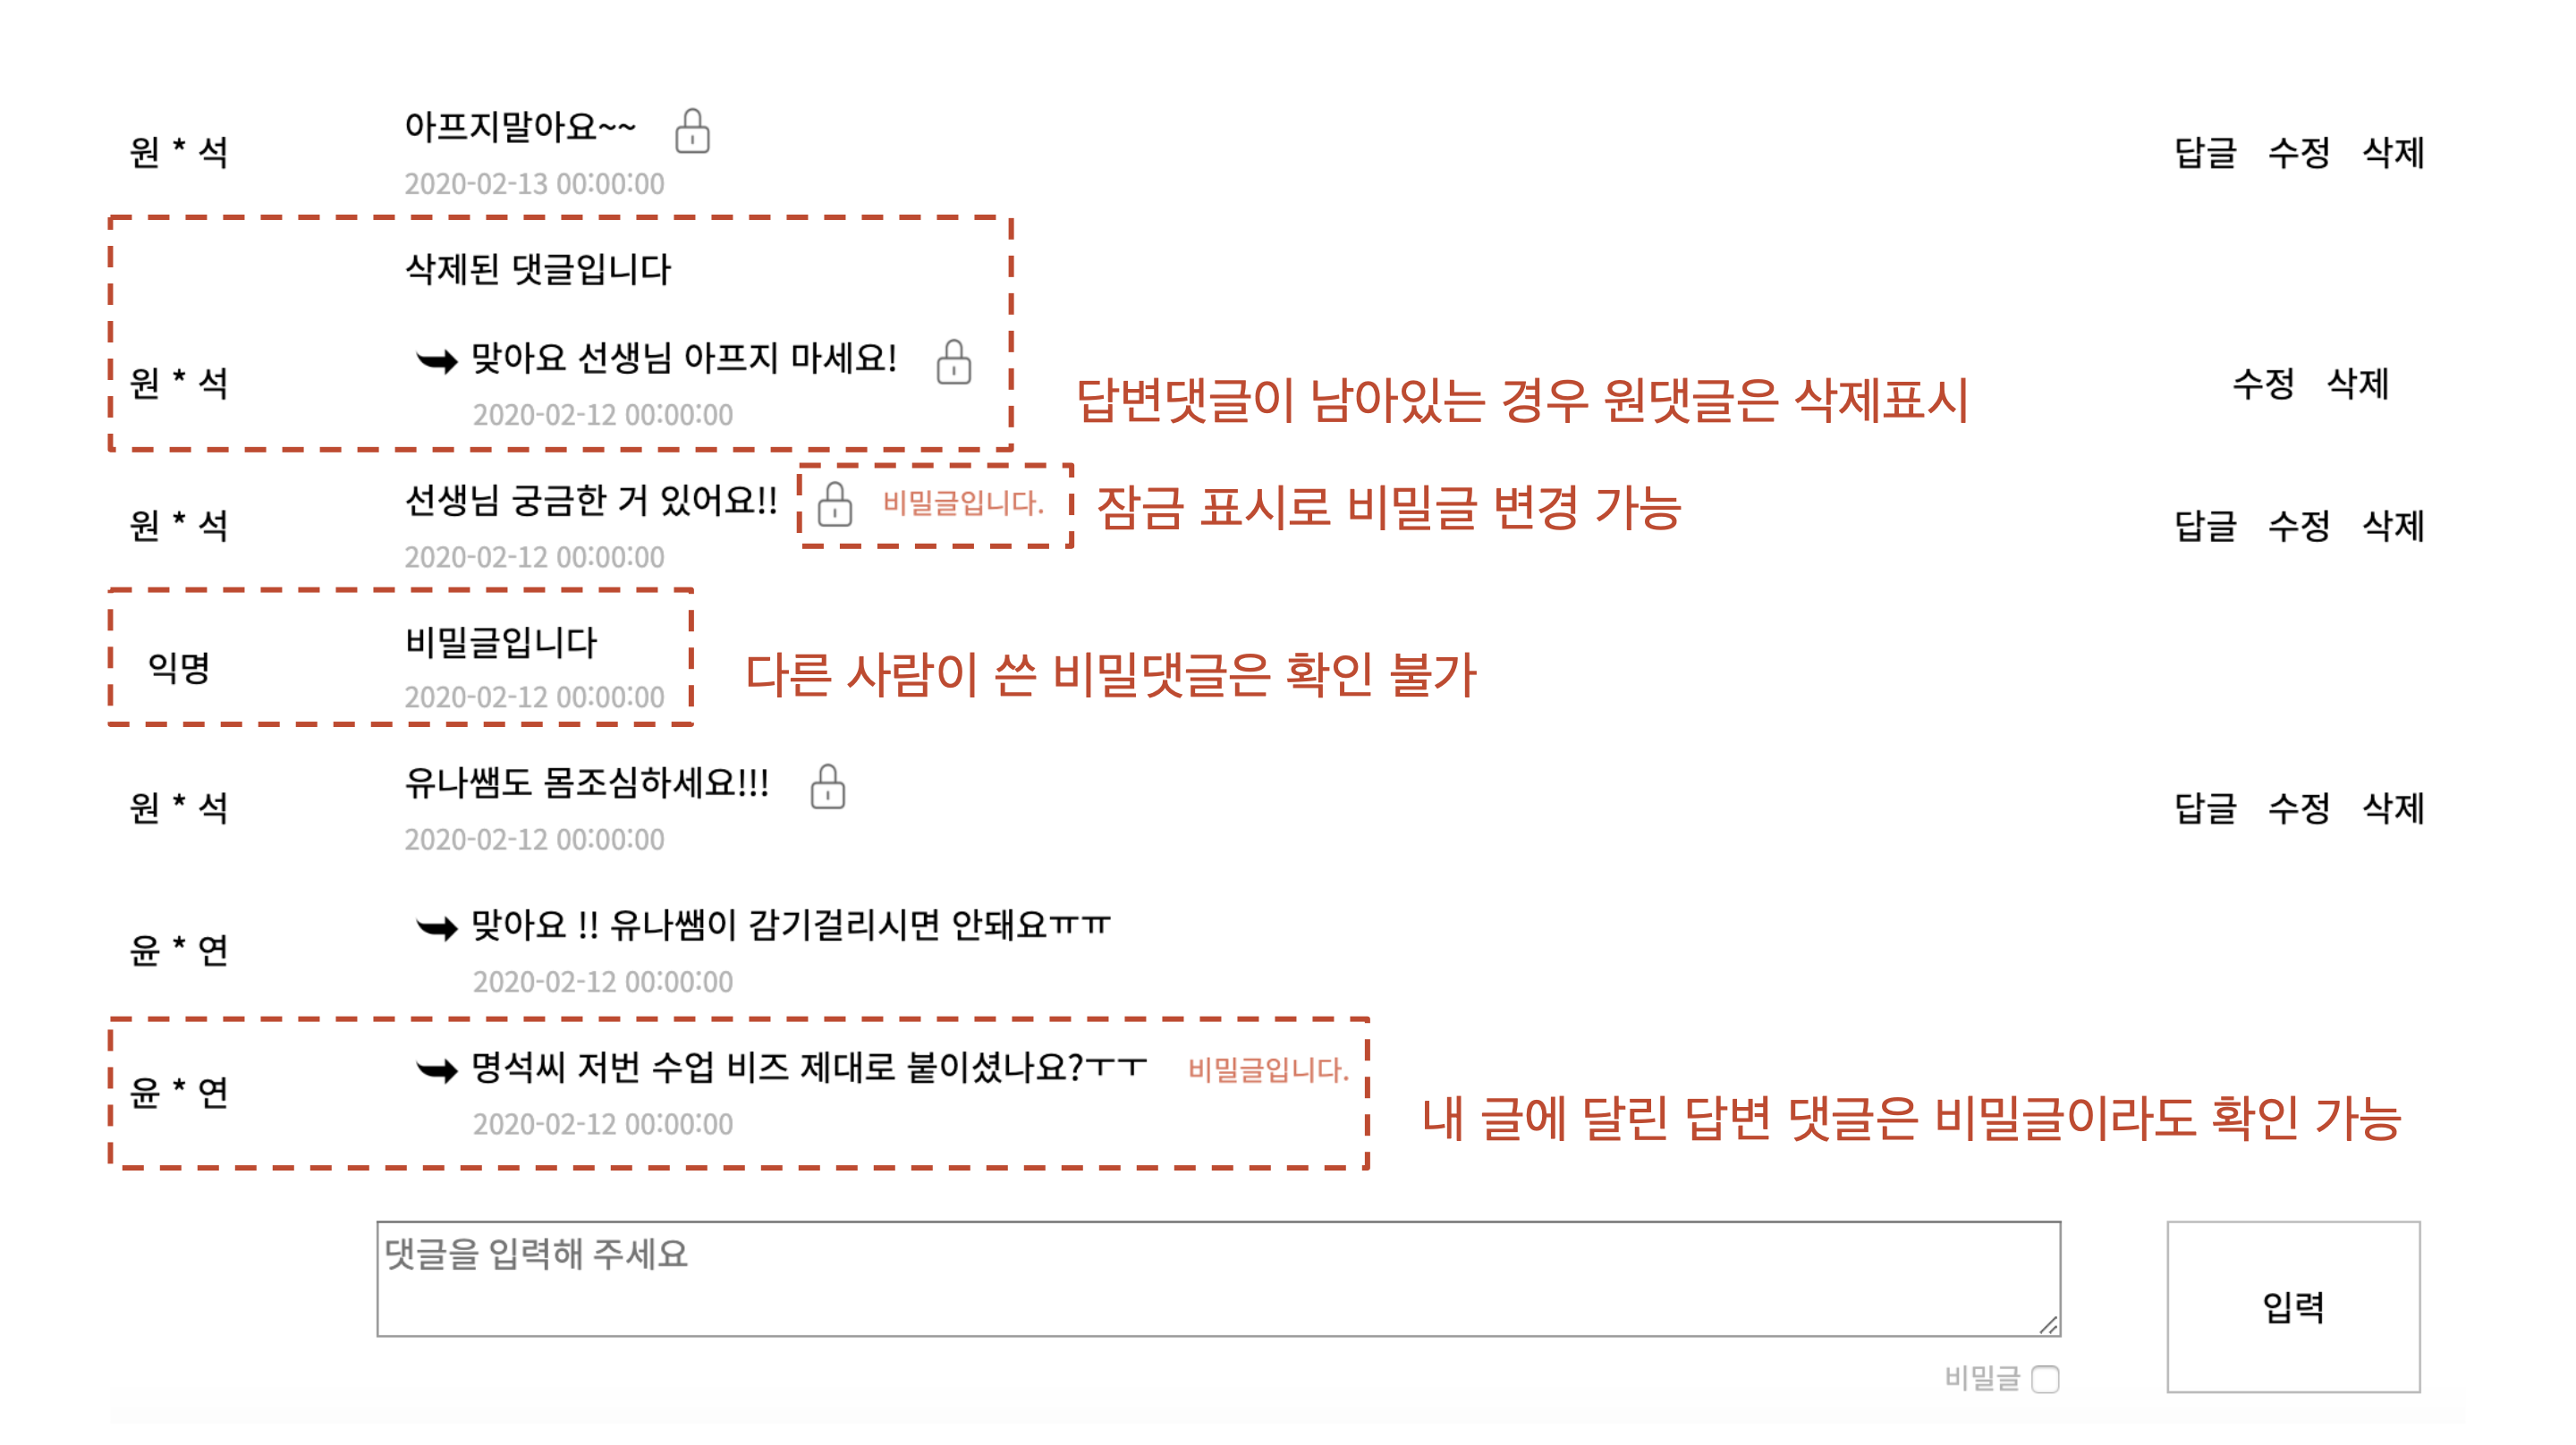 원 * 석
아프지말아요~~
2020-02-13 00:00:00
답글 수정 삭제
삭제된 댓글입니다
원 * 석
맞아요 선생님 아프지 마세요!
2020-02-12 00:00:00
수정 삭제
답변댓글이 남아있는 경우 원댓글은 삭제표시
원 * 석
선생님 궁금한 거 있어요!! 비밀글입니다.
2020-02-12 00:00:00
잠금 표시로 비밀글 변경 가능
답글 수정 삭제
익명
비밀글입니다
2020-02-12 00:00:00
다른 사람이 쓴 비밀댓글은 확인 불가
원 * 석
유나쌤도 몸조심하세요!!!
2020-02-12 00:00:00
답글 수정 삭제
윤 * 연
맞아요 !! 유나쌤이 감기걸리시면 안돼요ㅠㅠ
2020-02-12 00:00:00
윤 * 연
명석씨 저번 수업 비즈 제대로 붙이셨나요?ㅜㅜ 비밀글입니다.
2020-02-12 00:00:00
내 글에 달린 답변 댓글은 비밀글이라도 확인 가능
댓글을 입력해 주세요
입력
비밀글